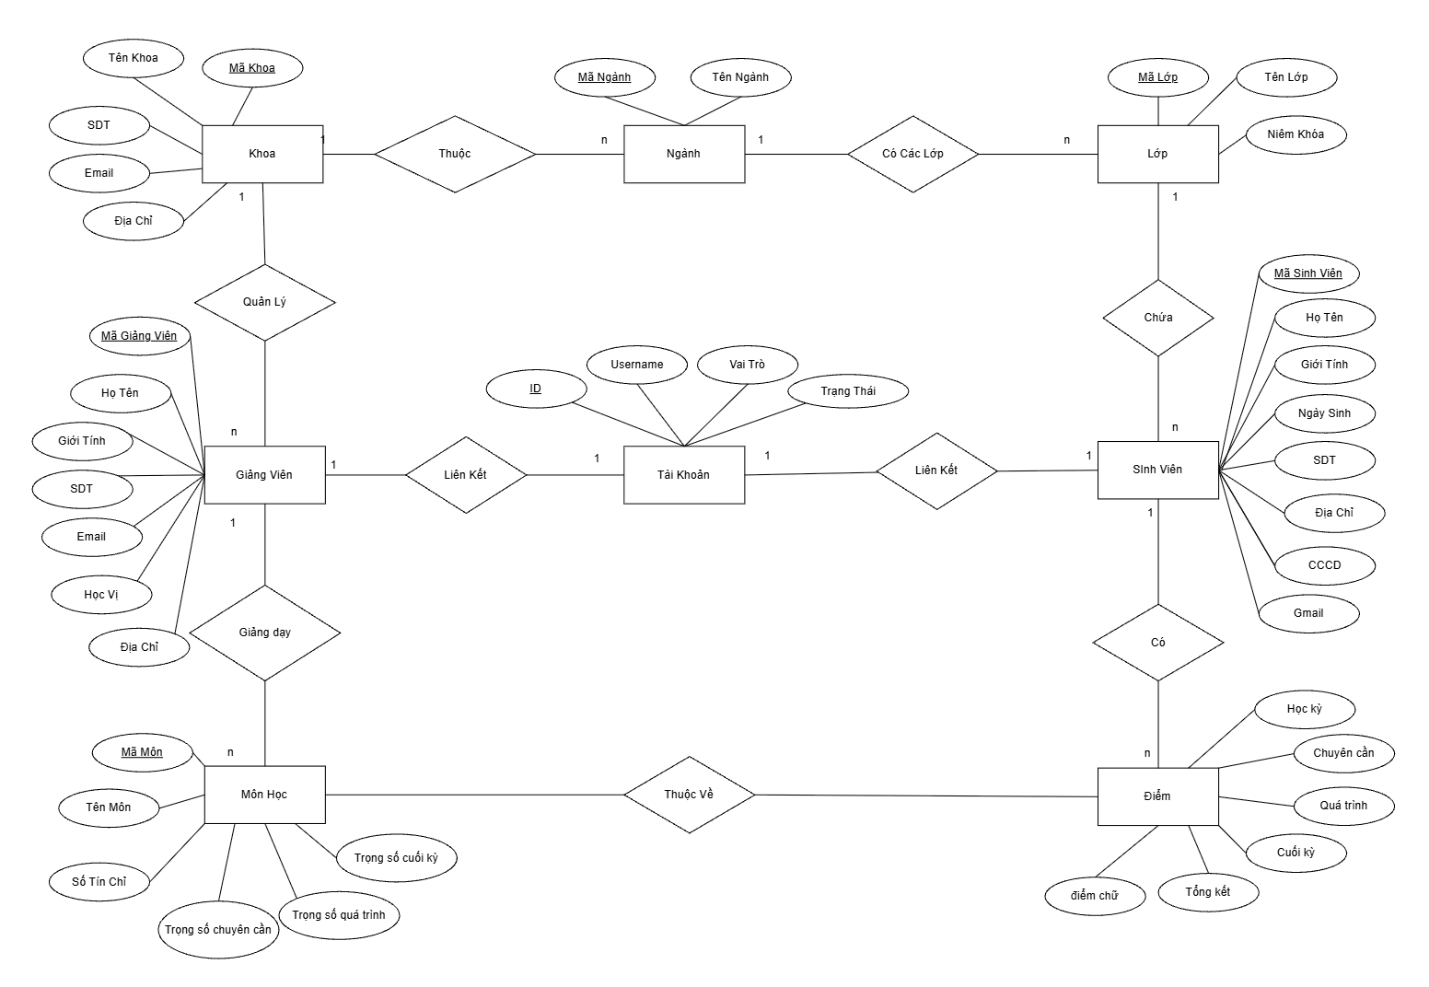 Tên Khoa
Mã Khoa
SDT
Email
Địa Chỉ
Khoa
1
1
Thuộc
n
Mã Ngành
Tên Ngành
Ngành
1
Có Các Lớp
n
Mã Lớp
Tên Lớp
Niêm Khóa
Lớp
1
Quản Lý
n
Chứa
n
Mã Giảng Viên
Họ Tên
Giới Tính
SDT
Email
Học Vị
Địa Chỉ
Giảng Viên
1
1
Liên Kết
1
ID
Username
Vai Trò
Trạng Thái
Tài Khoản
1
Liên Kết
1
SInh Viên
1
Mã Sinh Viên
Họ Tên
Giới Tính
Ngày Sinh
SDT
Địa Chỉ
CCCD
Gmail
Giảng dạy
n
Có
n
Mã Môn
Tên Môn
Số Tín Chỉ
Môn Học
Trọng số chuyên cần
Trọng số quá trình
Trọng số cuối kỳ
Thuộc Về
Điểm
Học kỳ
Chuyên cần
Quá trình
Cuối kỳ
Tổng kết
điểm chữ